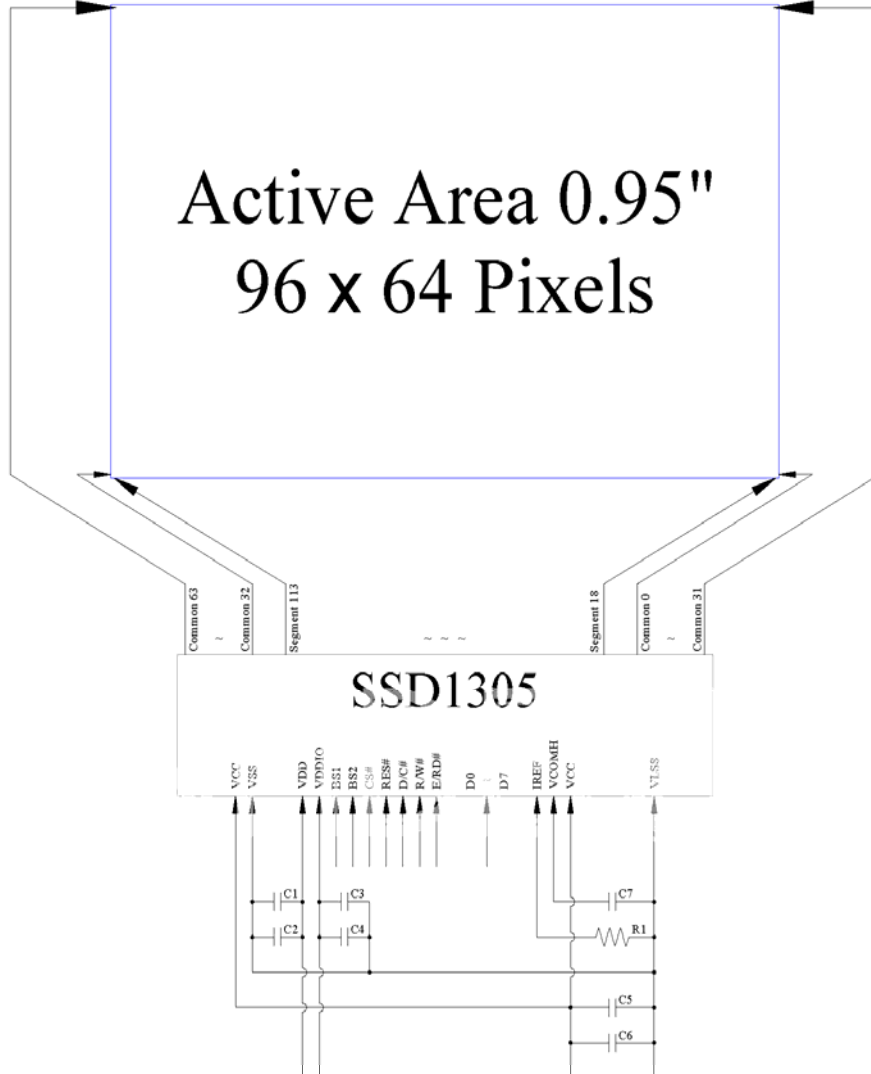 Active Area 0.95"
96 x 64 Pixels
Common 63
~
Common 32
Segment 113
~ ~ ~
Segment 18
Common 0
~
Common 31
SSD1305
VCC
VSS
VDD
VDDIO
BS1
BS2
CS#
RES#
D/C#
R/W#
E/RD#
D0
~
D7
IREF
VCOMH
VCC
VLSS
C1
C3
C7
C2
C4
R1
C5
C6